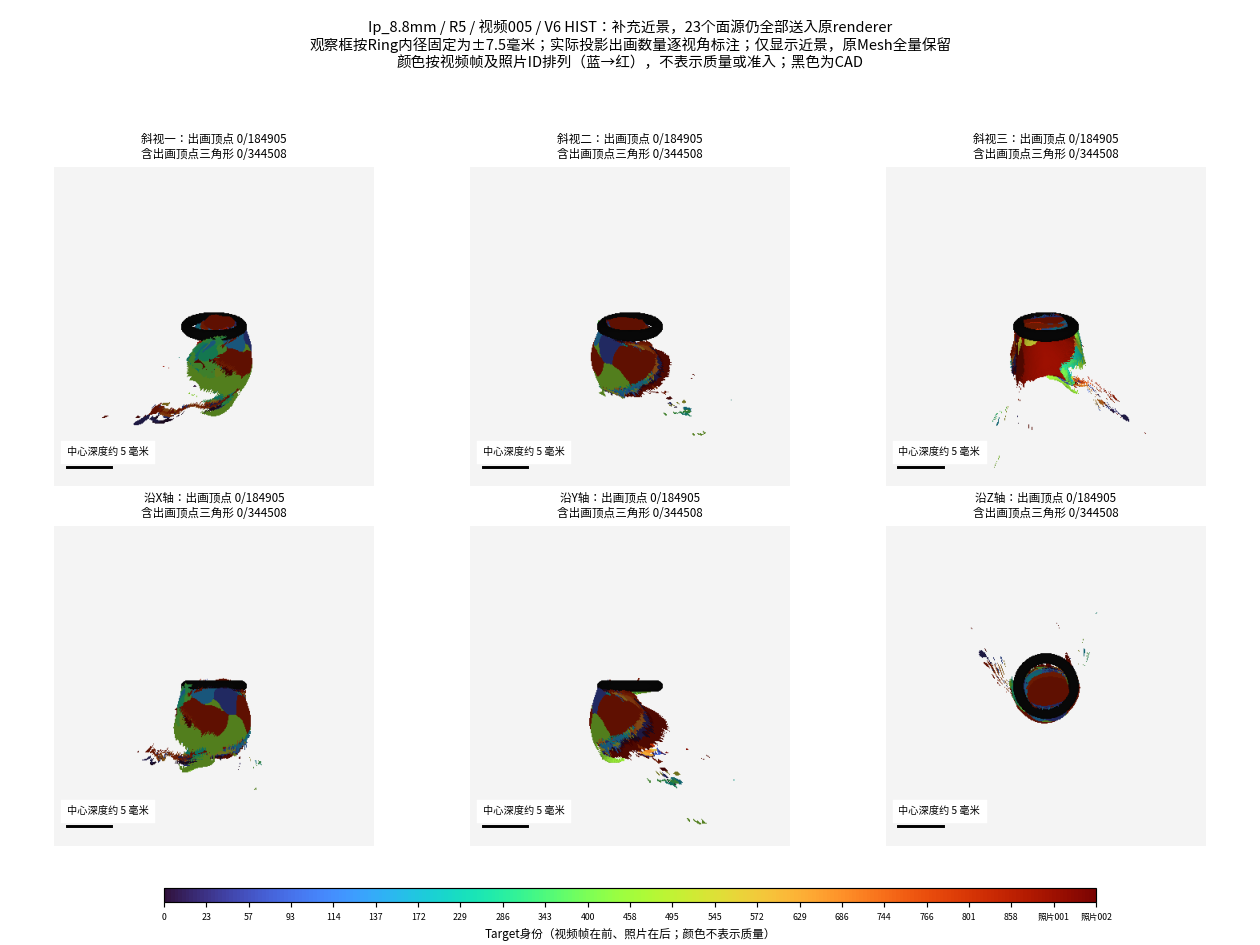 Ip_8.8mm / R5 / 视频005 / V6 HIST：补充近景，23个面源仍全部送入原renderer
观察框按Ring内径固定为±7.5毫米；实际投影出画数量逐视角标注；仅显示近景，原Mesh全量保留
颜色按视频帧及照片ID排列（蓝→红），不表示质量或准入；黑色为CAD
斜视一：出画顶点 0/184905
含出画顶点三角形 0/344508
斜视二：出画顶点 0/184905
含出画顶点三角形 0/344508
斜视三：出画顶点 0/184905
含出画顶点三角形 0/344508
中心深度约 5 毫米
中心深度约 5 毫米
中心深度约 5 毫米
沿X轴：出画顶点 0/184905
含出画顶点三角形 0/344508
沿Y轴：出画顶点 0/184905
含出画顶点三角形 0/344508
沿Z轴：出画顶点 0/184905
含出画顶点三角形 0/344508
中心深度约 5 毫米
中心深度约 5 毫米
中心深度约 5 毫米
0 23 57 93 114 137 172 229 286 343 400 458 495 545 572 629 686 744 766 801 858 照片001 照片002
Target身份（视频帧在前、照片在后；颜色不表示质量）